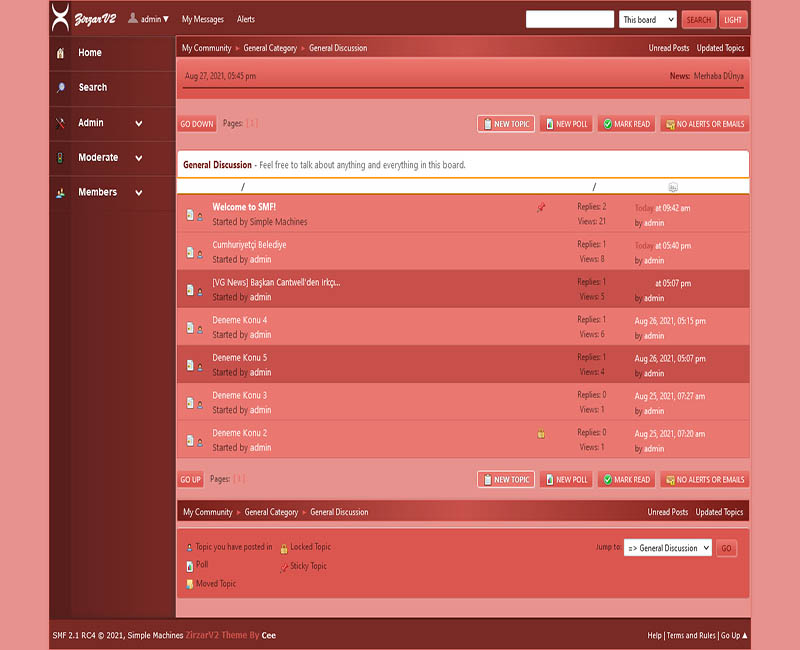 ZirzarV2 admin ▼ My Messages Alerts This board SEARCH LIGHT
Home
Search
Admin
Moderate
Members
My Community ► General Category ► General Discussion Unread Posts Updated Topics
Aug 27, 2021, 05:45 pm News: Merhaba DÜnya
GO DOWN Pages: [1] NEW TOPIC NEW POLL MARK READ NO ALERTS OR EMAILS
General Discussion - Feel free to talk about anything and everything in this board.
/ /
Welcome to SMF! Replies: 2 Today at 09:42 am
Started by Simple Machines Views: 21 by admin
Cumhuriyetçi Belediye Replies: 1 Today at 05:40 pm
Started by admin Views: 8 by admin
[VG News] Başkan Cantwell'den Irkçı... Replies: 1 at 05:07 pm
Started by admin Views: 5 by admin
Deneme Konu 4 Replies: 1 Aug 26, 2021, 05:15 pm
Started by admin Views: 6 by admin
Deneme Konu 5 Replies: 1 Aug 26, 2021, 05:07 pm
Started by admin Views: 4 by admin
Deneme Konu 3 Replies: 0 Aug 25, 2021, 07:27 am
Started by admin Views: 1 by admin
Deneme Konu 2 Replies: 0 Aug 25, 2021, 07:20 am
Started by admin Views: 1 by admin
GO UP Pages: [1] NEW TOPIC NEW POLL MARK READ NO ALERTS OR EMAILS
My Community ► General Category ► General Discussion Unread Posts Updated Topics
Topic you have posted in Locked Topic Jump to: => General Discussion GO
Poll Sticky Topic
Moved Topic
SMF 2.1 RC4 © 2021, Simple Machines ZirzarV2 Theme By Cee Help | Terms and Rules | Go Up ▲